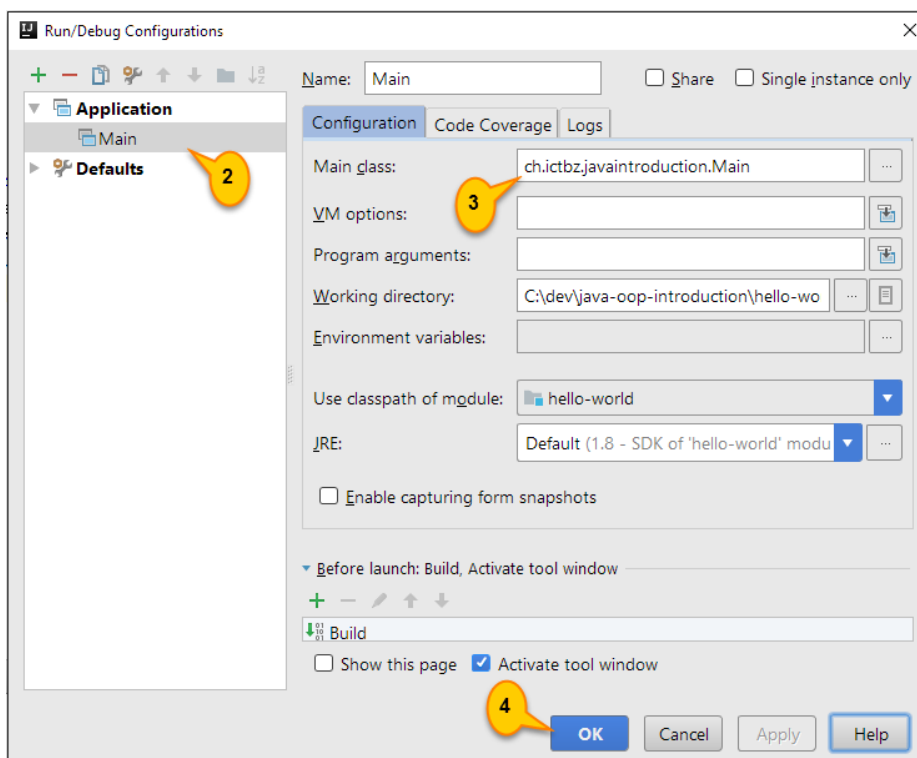 Run/Debug Configurations
Name: Main Share Single instance only
Application
Main
Defaults
2
Configuration Code Coverage Logs
Main class: ch.ictbz.javaintroduction.Main ...
3
VM options:
Program arguments:
Working directory: C:\dev\java-oop-introduction\hello-wo ...
Environment variables: ...
Use classpath of module: hello-world
JRE: Default (1.8 - SDK of 'hello-world' modu ...
Enable capturing form snapshots
Before launch: Build, Activate tool window
Build
Show this page Activate tool window
4
OK Cancel Apply Help